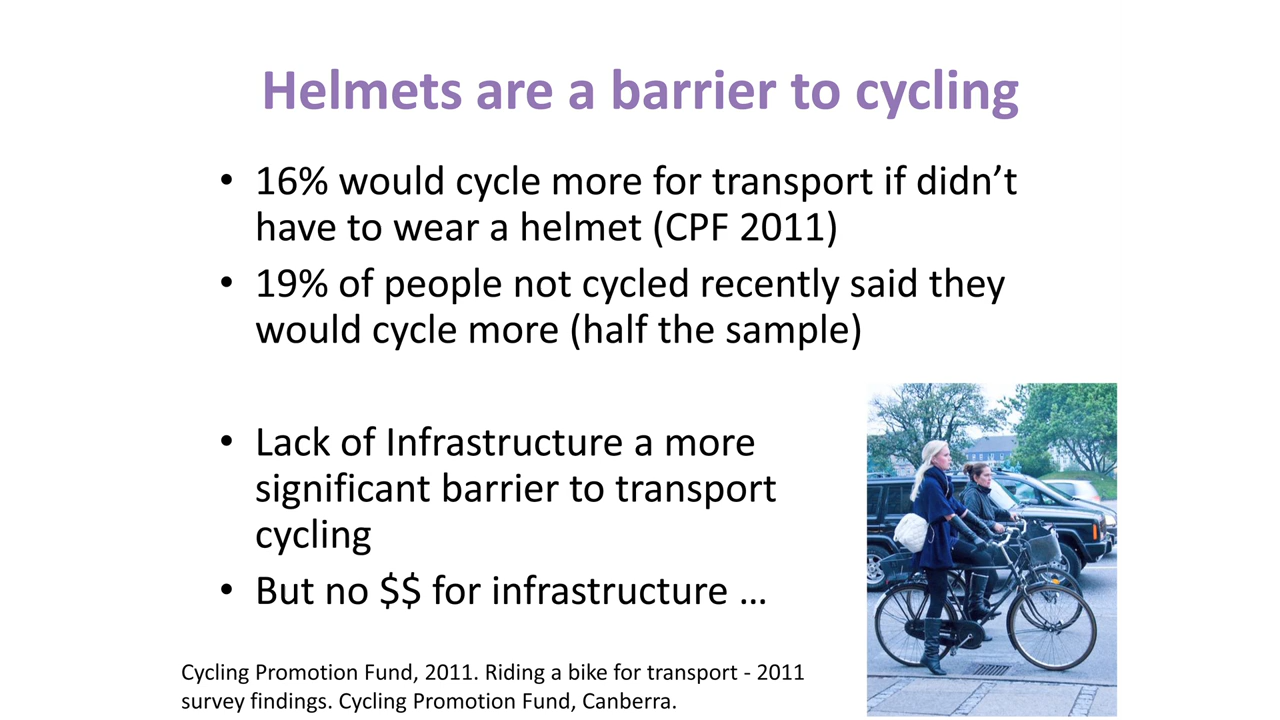 Helmets are a barrier to cycling
• 16% would cycle more for transport if didn’t
have to wear a helmet (CPF 2011)
• 19% of people not cycled recently said they
would cycle more (half the sample)
• Lack of Infrastructure a more
significant barrier to transport
cycling
• But no $$ for infrastructure …
Cycling Promotion Fund, 2011. Riding a bike for transport - 2011
survey findings. Cycling Promotion Fund, Canberra.